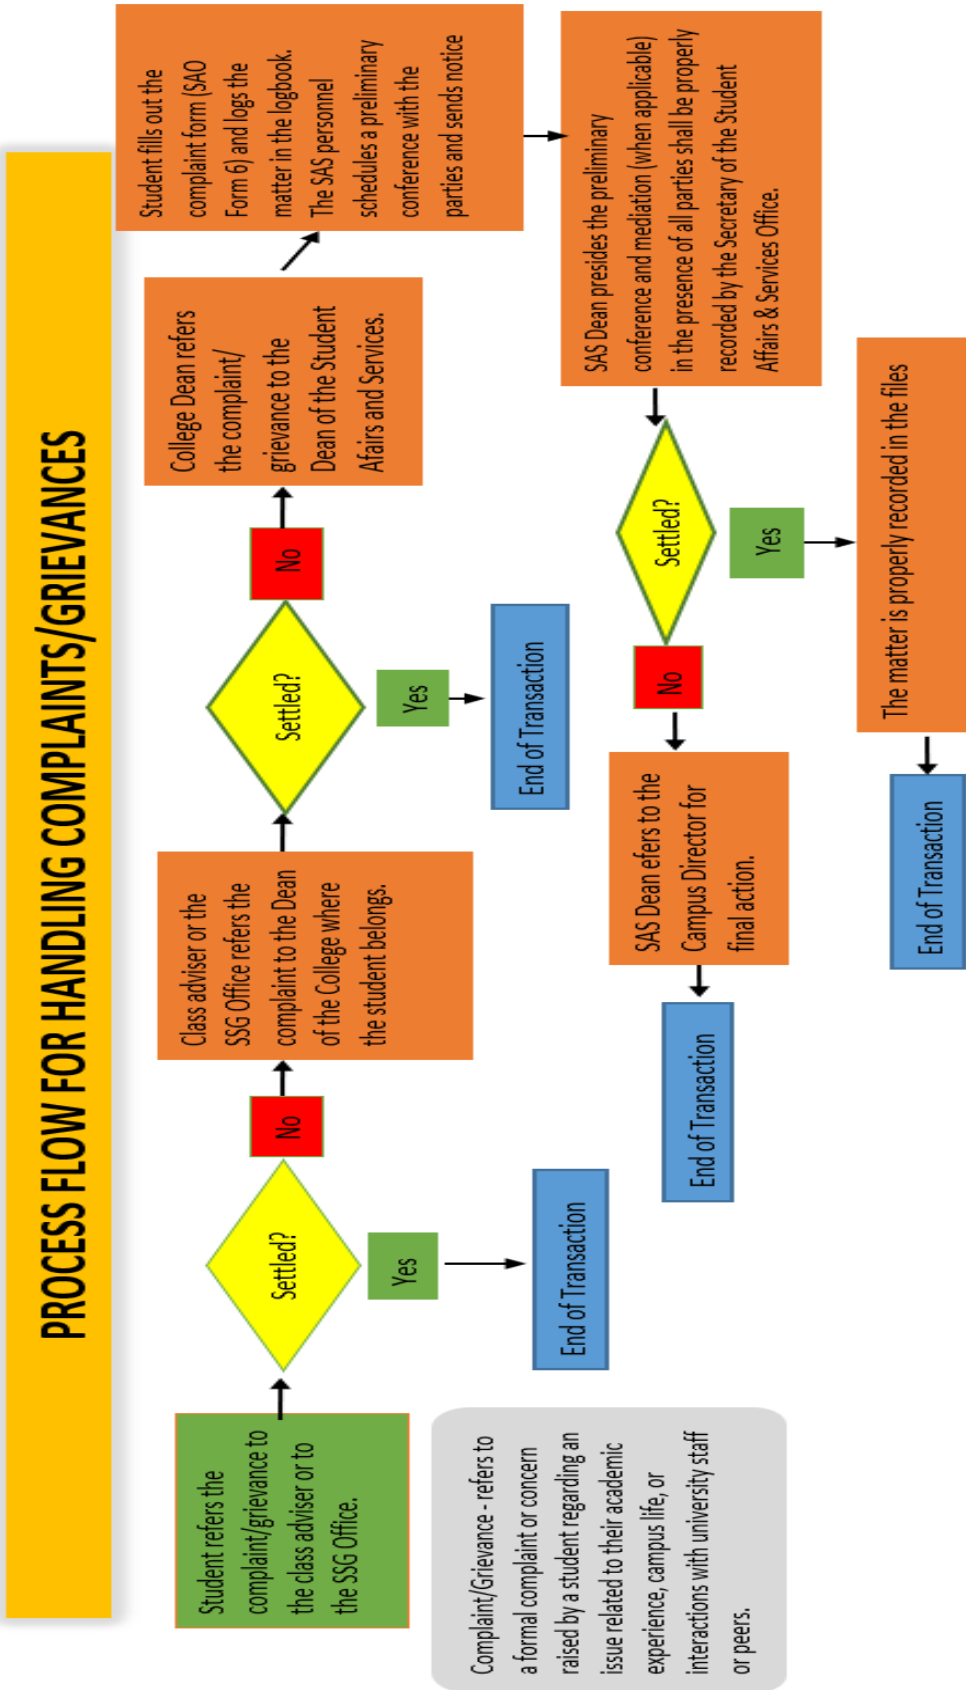 PROCESS FLOW FOR HANDLING COMPLAINTS/GRIEVANCES
Student refers the
complaint/grievance to
the class adviser or to
the SSG Office.
Settled?
Yes
End of Transaction
No
Class adviser or the
SSG Office refers the
complaint to the Dean
of the College where
the student belongs.
Settled?
Yes
End of Transaction
No
College Dean refers
the complaint/
grievance to the
Dean of the Student
Afairs and Services.
Student fills out the
complaint form (SAO
Form 6) and logs the
matter in the logbook.
The SAS personnel
schedules a preliminary
conference with the
parties and sends notice
SAS Dean presides the preliminary
conference and mediation (when applicable)
in the presence of all parties shall be properly
recorded by the Secretary of the Student
Affairs & Services Office.
Settled?
No
SAS Dean efers to the
Campus Director for
final action.
End of Transaction
Yes
The matter is properly recorded in the files
End of Transaction
Complaint/Grievance - refers to
a formal complaint or concern
raised by a student regarding an
issue related to their academic
experience, campus life, or
interactions with university staff
or peers.